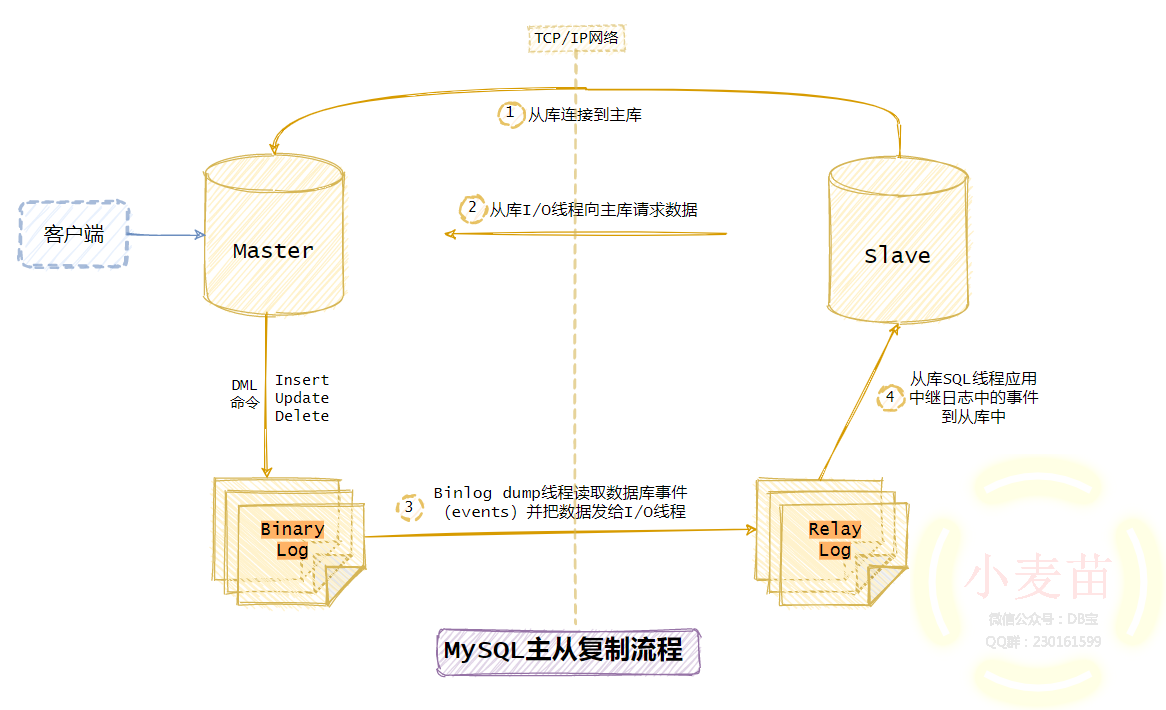 TCP/IP网络
1
从库连接到主库
2
从库I/O线程向主库请求数据
客户端
Master
Slave
DML
命令
Insert
Update
Delete
从库SQL线程应用
4
中继日志中的事件
到从库中
3
Binlog dump线程读取数据库事件
（events）并把数据发给I/O线程
Binary
Log
Relay
Log
小麦苗
微信公众号：DB宝
QQ群：230161599
MySQL主从复制流程